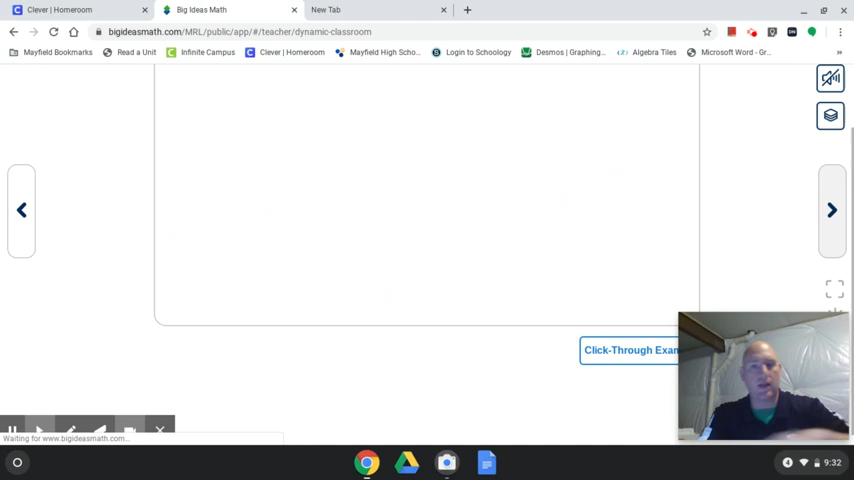 Clever | Homeroom
Big Ideas Math
New Tab
bigideasmath.com/MRL/public/app/#/teacher/dynamic-classroom
Mayfield Bookmarks
Read a Unit
Infinite Campus
Clever | Homeroom
Mayfield High Scho...
Login to Schoology
Desmos | Graphing...
Algebra Tiles
Microsoft Word - Gr...
»
Click-Through Exam
Waiting for www.bigideasmath.com...
4
9:32